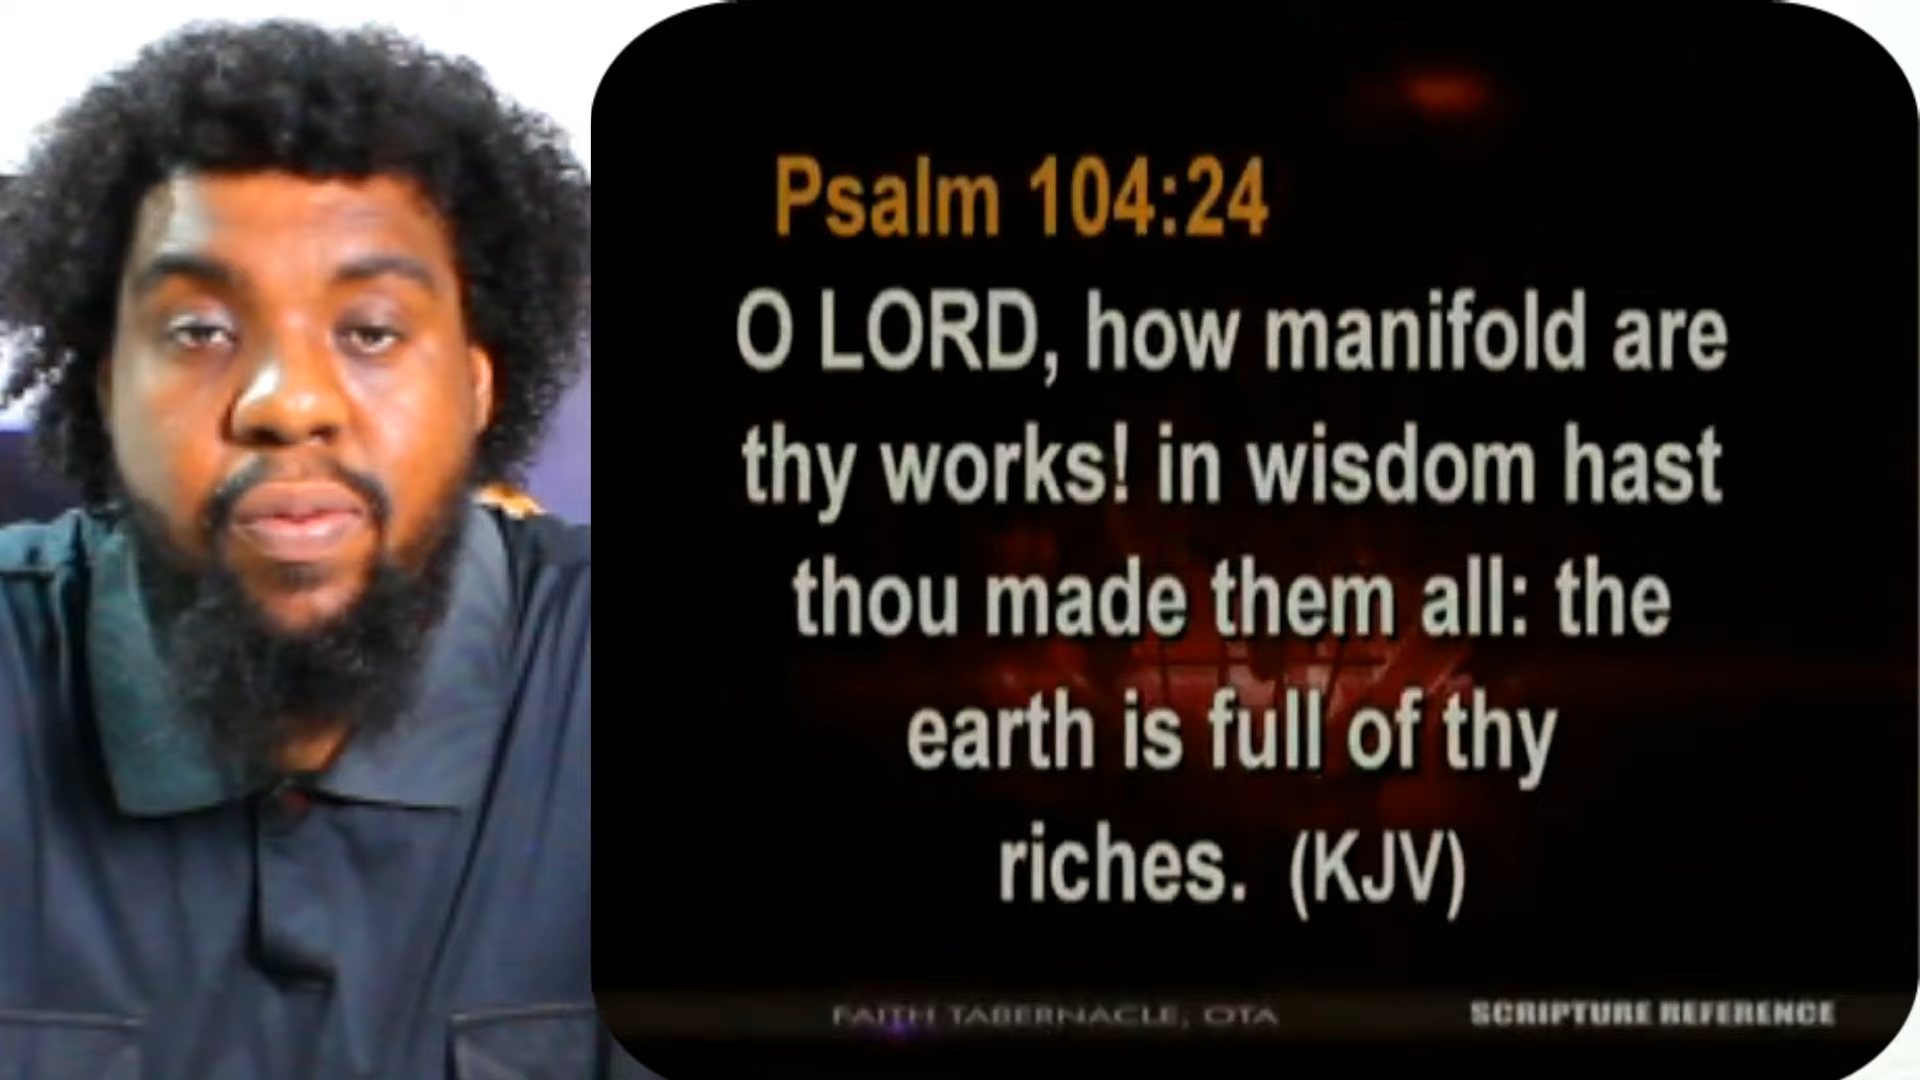 Psalm 104:24
O LORD, how manifold are
thy works! in wisdom hast
thou made them all: the
earth is full of thy
riches. (KJV)
FAITH TABERNACLE, OTA
SCRIPTURE REFERENCE